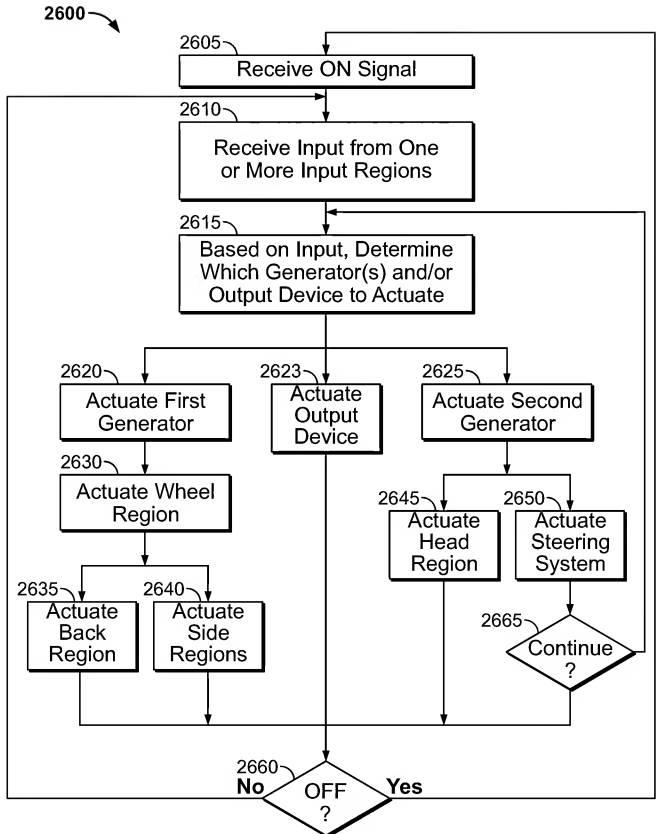 2600
2605
Receive ON Signal
2610
Receive Input from One
or More Input Regions
2615
Based on Input, Determine
Which Generator(s) and/or
Output Device to Actuate
2620
Actuate First
Generator
2623
Actuate
Output
Device
2625
Actuate Second
Generator
2630
Actuate Wheel
Region
2645
Actuate
Head
Region
2650
Actuate
Steering
System
2635
Actuate
Back
Region
2640
Actuate
Side
Regions
2665
Continue
?
2660
No
Yes
OFF
?